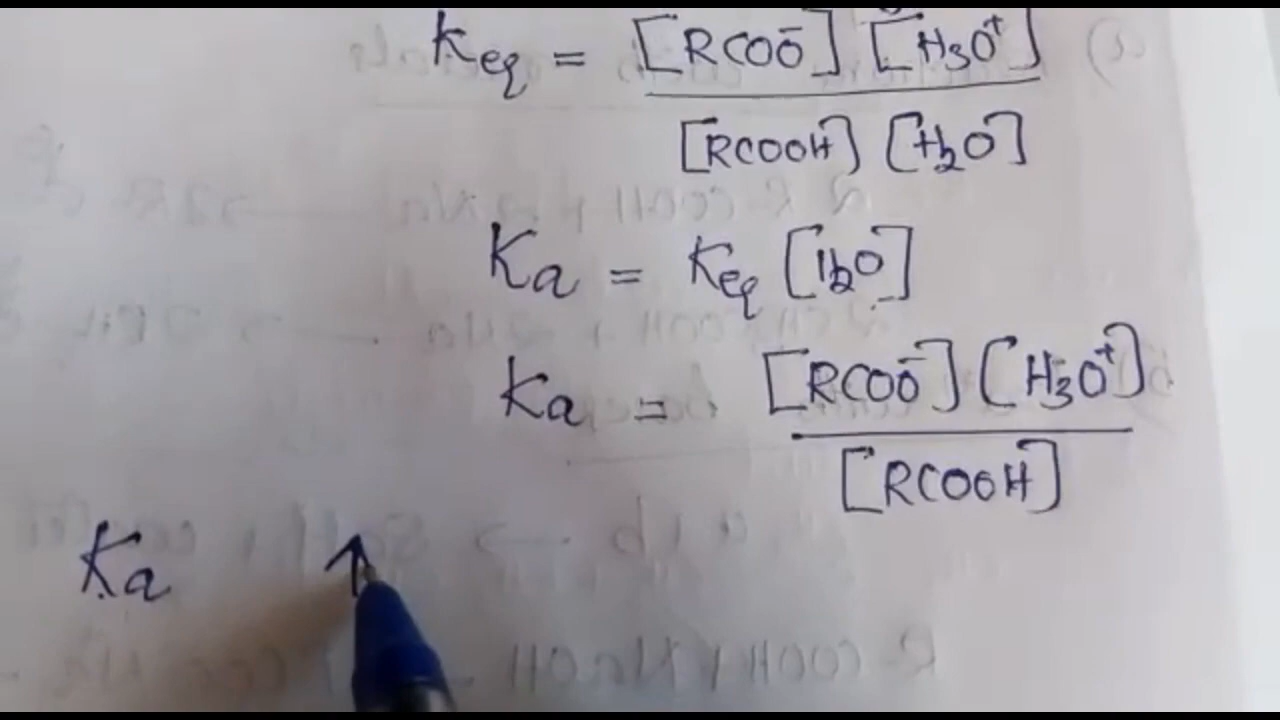 Keq = [RCOO⁻] [H₃O⁺]
[RCOOH] [H₂O]
Ka = Keq [H₂O]
Ka = [RCOO⁻] [H₃O⁺]
[RCOOH]
Ka ↑